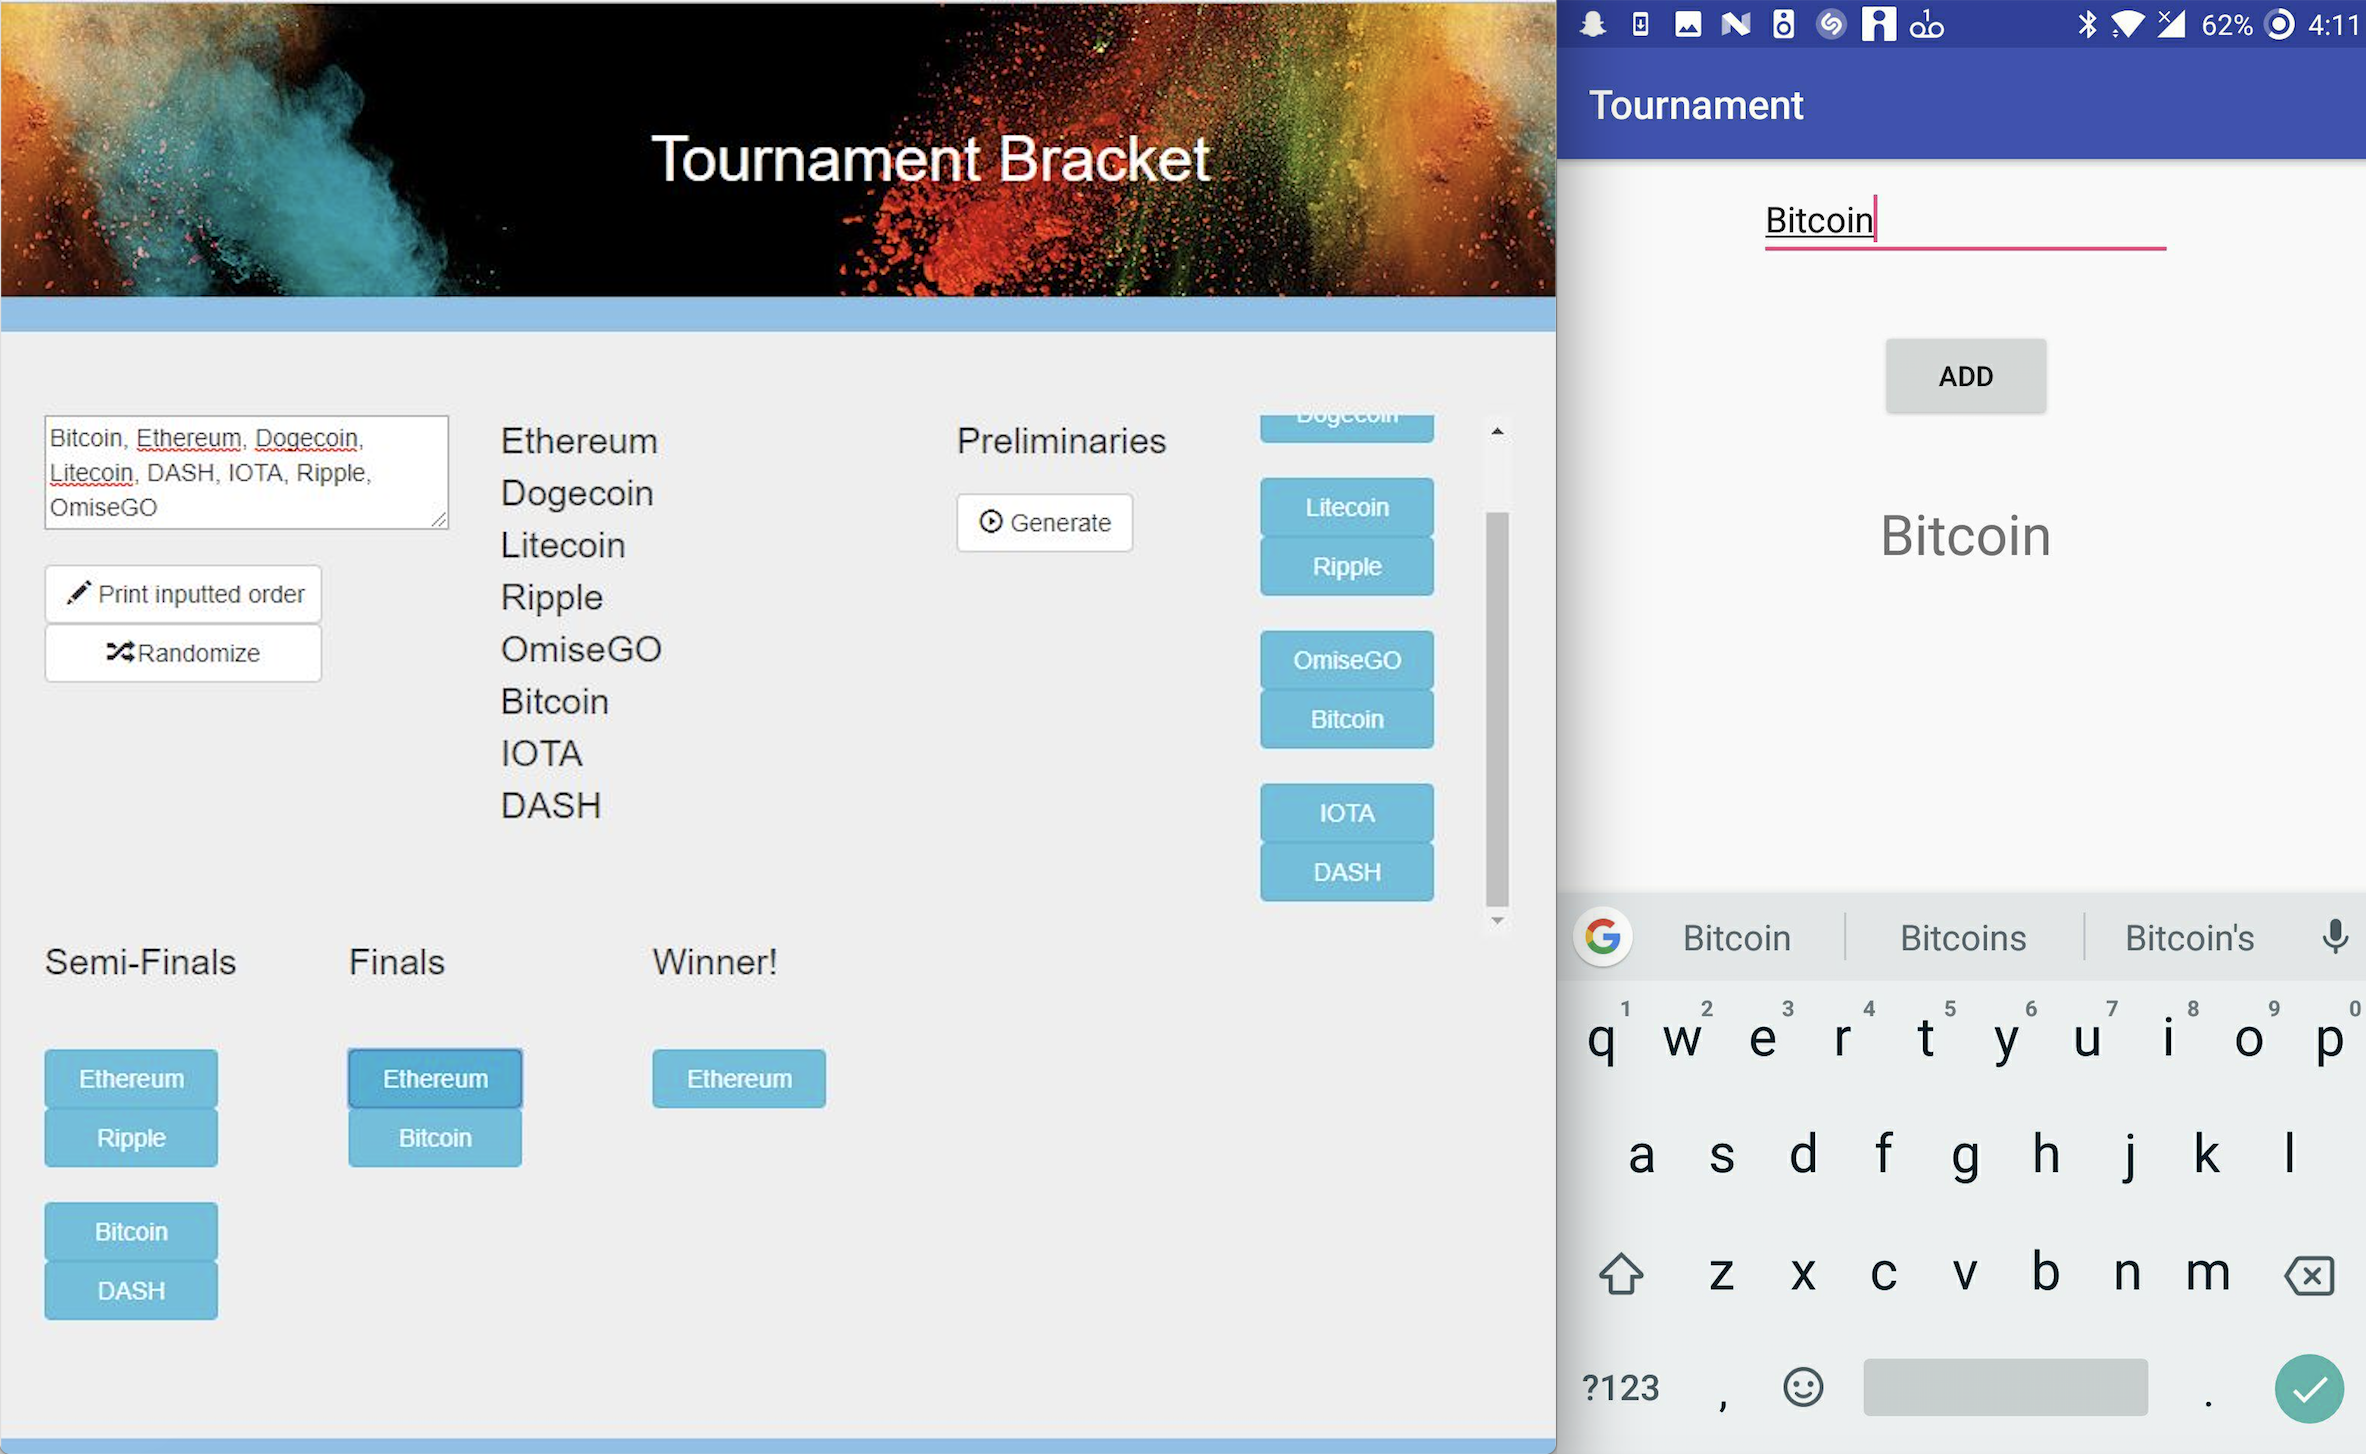 Tournament Bracket
Bitcoin, Ethereum, Dogecoin,
Litecoin, DASH, IOTA, Ripple,
OmiseGO
Print inputted order
Randomize
Ethereum
Dogecoin
Litecoin
Ripple
OmiseGO
Bitcoin
IOTA
DASH
Preliminaries
Generate
Dogecoin
Litecoin
Ripple
OmiseGO
Bitcoin
IOTA
DASH
Semi-Finals
Ethereum
Ripple
Bitcoin
DASH
Finals
Ethereum
Bitcoin
Winner!
Ethereum
62% 4:11
Tournament
Bitcoin
ADD
Bitcoin
Bitcoin Bitcoins Bitcoin's
1 2 3 4 5 6 7 8 9 0
q w e r t y u i o p
a s d f g h j k l
z x c v b n m
?123 , .